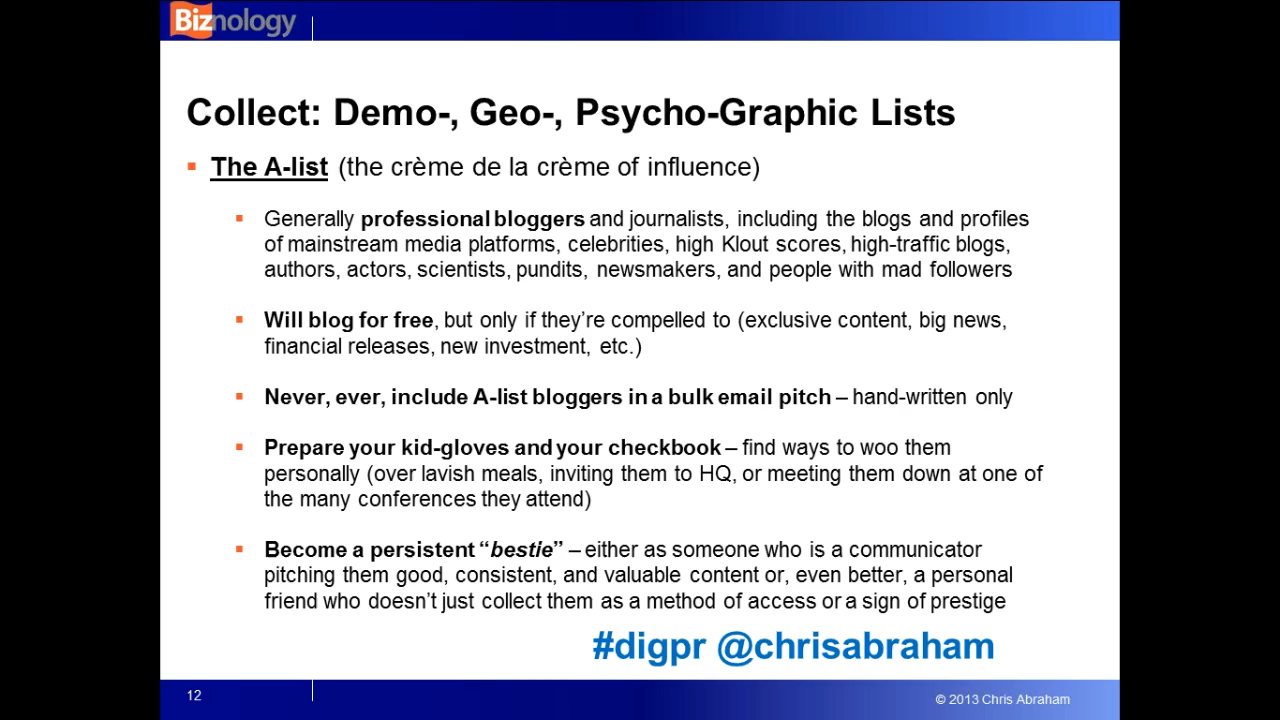 Biznology
Collect: Demo-, Geo-, Psycho-Graphic Lists
▪ The A-list (the crème de la crème of influence)
▪ Generally professional bloggers and journalists, including the blogs and profiles
of mainstream media platforms, celebrities, high Klout scores, high-traffic blogs,
authors, actors, scientists, pundits, newsmakers, and people with mad followers
▪ Will blog for free, but only if they’re compelled to (exclusive content, big news,
financial releases, new investment, etc.)
▪ Never, ever, include A-list bloggers in a bulk email pitch – hand-written only
▪ Prepare your kid-gloves and your checkbook – find ways to woo them
personally (over lavish meals, inviting them to HQ, or meeting them down at one of
the many conferences they attend)
▪ Become a persistent “bestie” – either as someone who is a communicator
pitching them good, consistent, and valuable content or, even better, a personal
friend who doesn’t just collect them as a method of access or a sign of prestige
#digpr @chrisabraham
12
© 2013 Chris Abraham